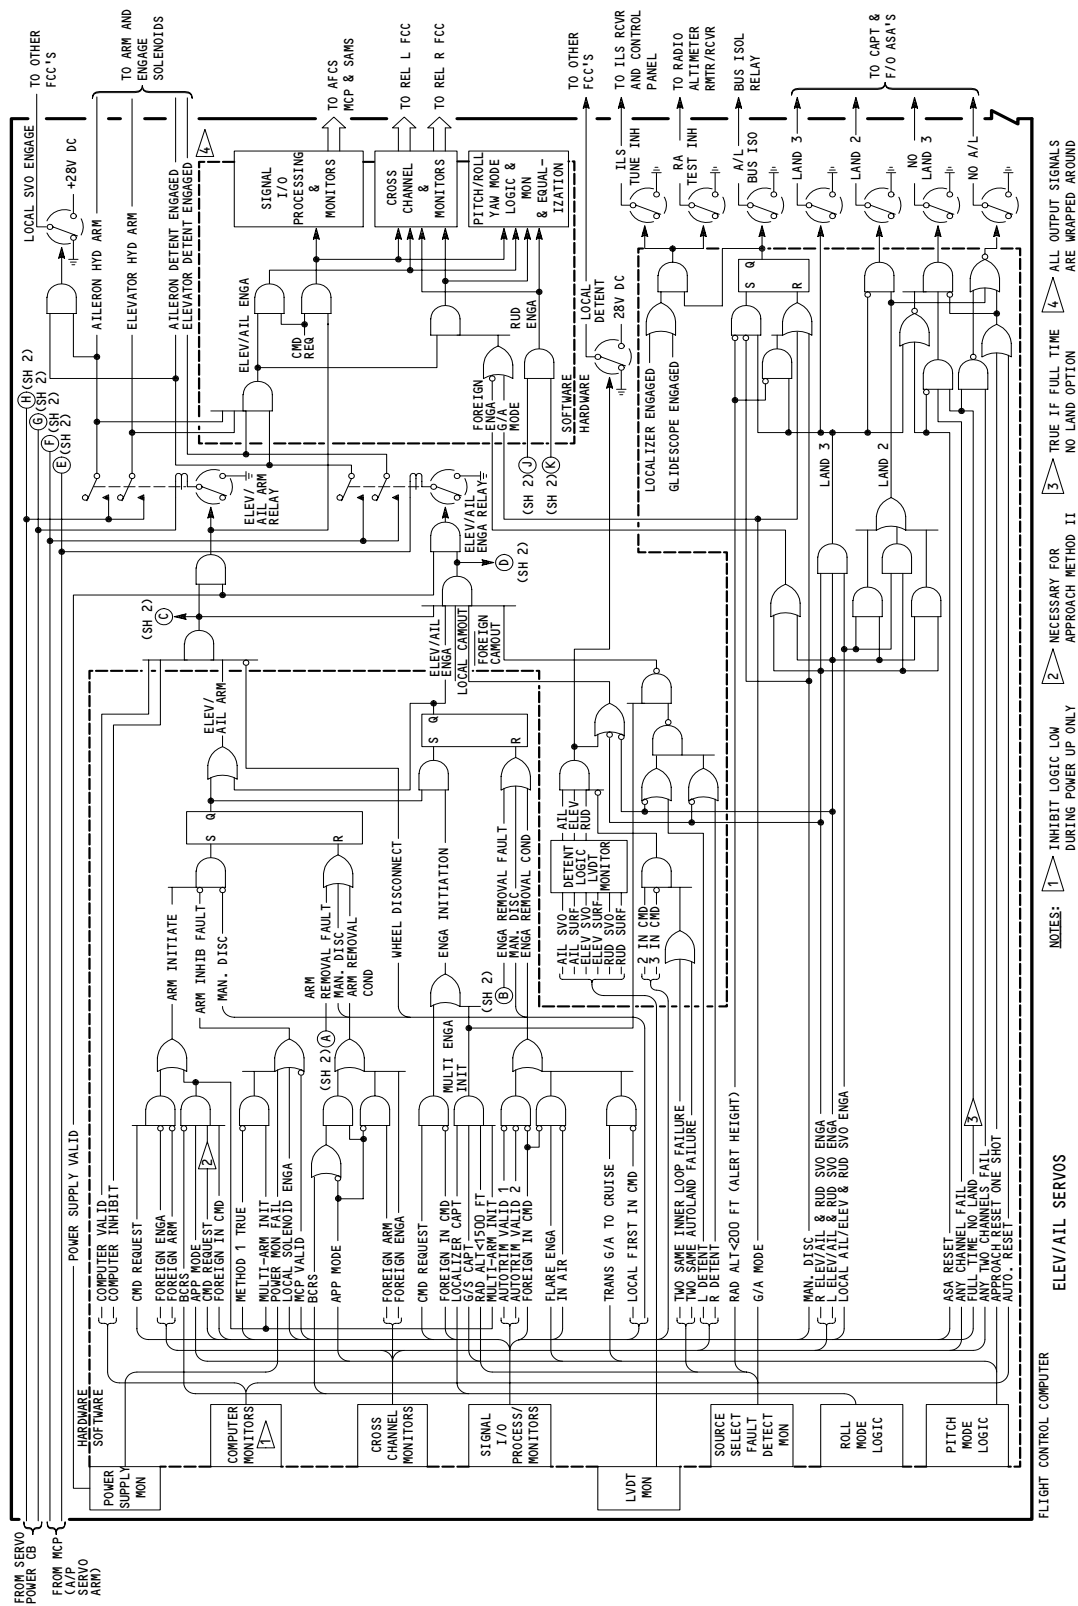 FROM SERVO
POWER CB
FROM MCP
(A/P
SERVO
ARM)
POWER SUPPLY VALID
HARDWARE
SOFTWARE
POWER
SUPPLY
MON
COMPUTER
MONITORS
1
CROSS
CHANNEL
MONITORS
SIGNAL
I/O
PROCESS/
MONITORS
LVDT
MON
SOURCE
SELECT
FAULT
DETECT
MON
ROLL
MODE
LOGIC
PITCH
MODE
LOGIC
FLIGHT CONTROL COMPUTER
COMPUTER VALID
COMPUTER INHIBIT
CMD REQUEST
FOREIGN ENGA
FOREIGN ARM
BCRS
APP MODE
CMD REQUEST
2
FOREIGN IN CMD
METHOD 1 TRUE
MULTI-ARM INIT
POWER MON FAIL
LOCAL SOLENOID ENGA
MCP VALID
BCRS
APP MODE
FOREIGN ARM
FOREIGN ENGA
CMD REQUEST
FOREIGN IN CMD
LOCALIZER CAPT
G/S CAPT
RAD ALT<1500 FT
MULTI-ARM INIT
AUTOTRIM VALID 1
AUTOTRIM VALID 2
FOREIGN IN CMD
FLARE ENGA
IN AIR
TRANS G/A TO CRUISE
LOCAL FIRST IN CMD
TWO SAME INNER LOOP FAILURE
TWO SAME AUTOLAND FAILURE
L DETENT
R DETENT
RAD ALT<200 FT (ALERT HEIGHT)
G/A MODE
MAN. DISC
R ELEV/AIL & RUD SVO ENGA
L ELEV/AIL & RUD SVO ENGA
LOCAL AIL/ELEV & RUD SVO ENGA
ASA RESET
ANY CHANNEL FAIL
FULL TIME NO LAND
3
ANY TWO CHANNELS FAIL
APPROACH RESET ONE SHOT
AUTO. RESET
ARM INITIATE
ARM INHIB FAULT
MAN. DISC
(SH 2) A
ARM
REMOVAL FAULT
MAN. DISC
ARM REMOVAL
COND
WHEEL DISCONNECT
MULTI ENGA
INIT
ENGA INITIATION
(SH 2)
B
ENGA REMOVAL FAULT
MAN. DISC
ENGA REMOVAL COND
AIL SVO
AIL SURF
ELEV SVO
ELEV SURF
RUD SVO
RUD SURF
DETENT
LOGIC
LVDT
MONITOR
AIL
ELEV
RUD
2 IN CMD
3 IN CMD
S
Q
R
ELEV/
AIL ARM
S
Q
R
ELEV/AIL
ENGA
LOCAL CAMOUT
FOREIGN
CAMOUT
(SH 2)
C
D
(SH 2)
ELEV/
AIL ARM
RELAY
ELEV/AIL
ENGA RELAY
H (SH 2)
G (SH 2)
F (SH 2)
E (SH 2)
LOCAL SVO ENGAGE
+28V DC
TO OTHER
FCC'S
AILERON HYD ARM
ELEVATOR HYD ARM
AILERON DETENT ENGAGED
ELEVATOR DETENT ENGAGED
TO ARM AND
ENGAGE
SOLENOIDS
4
ELEV/AIL ENGA
CMD
REQ
FOREIGN
ENGA
G/A
MODE
RUD
ENGA
(SH 2) J
(SH 2) K
SOFTWARE
HARDWARE
SIGNAL
I/O
PROCESSING
&
MONITORS
CROSS
CHANNEL
&
MONITORS
PITCH/ROLL
YAW MODE
LOGIC &
MON
& EQUAL-
IZATION
TO AFCS
MCP & SAMS
TO REL L FCC
TO REL R FCC
LOCAL
DETENT
28V DC
TO OTHER
FCC'S
LOCALIZER ENGAGED
GLIDESCOPE ENGAGED
ILS
TUNE INH
TO ILS RCVR
AND CONTROL
PANEL
RA
TEST INH
TO RADIO
ALTIMETER
RMTR/RCVR
S
Q
R
A/L
BUS ISO
BUS ISOL
RELAY
LAND 3
LAND 2
LAND 3
LAND 2
NO
LAND 3
NO A/L
TO CAPT &
F/O ASA'S
NOTES:
1
INHIBIT LOGIC LOW
DURING POWER UP ONLY
2
NECESSARY FOR
APPROACH METHOD II
3
TRUE IF FULL TIME
NO LAND OPTION
4
ALL OUTPUT SIGNALS
ARE WRAPPED AROUND
ELEV/AIL SERVOS